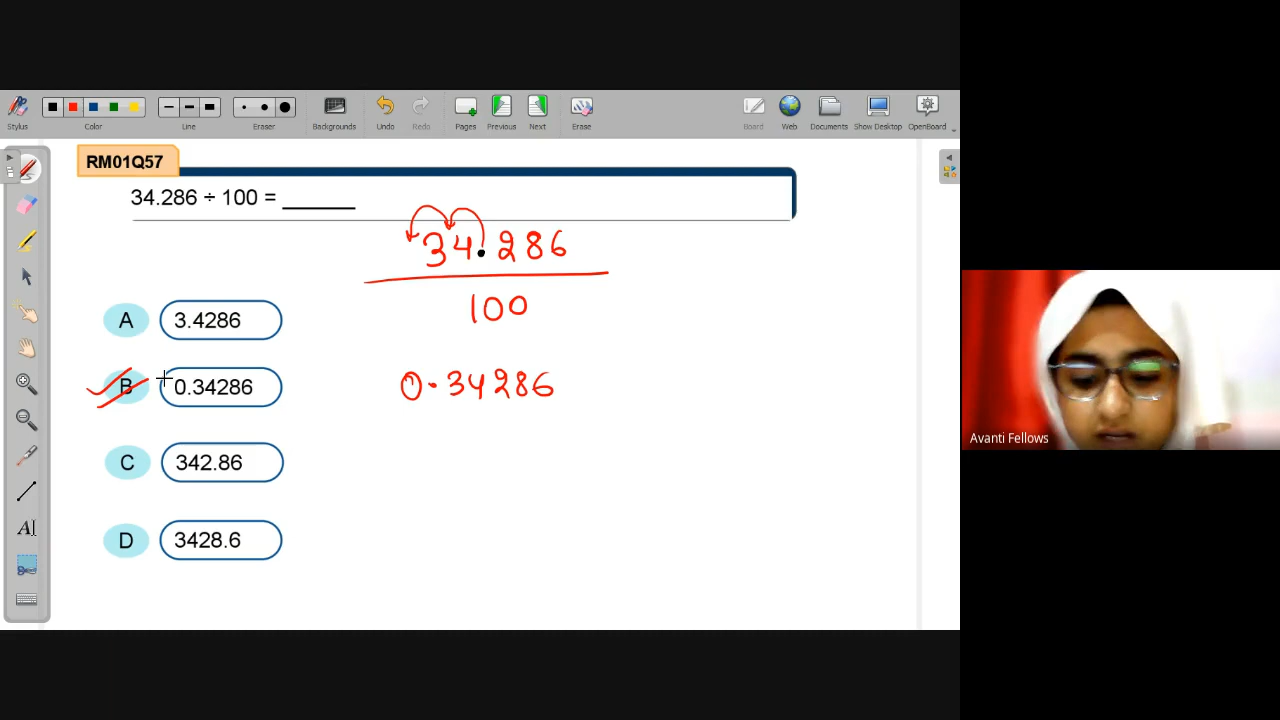 Stylus
Color
Line
Eraser
Backgrounds
Undo
Redo
Pages
Previous
Next
Erase
Board
Web
Documents
Show Desktop
OpenBoard
RM01Q57
34.286 ÷ 100 = ______
34.286
100
A 3.4286
B 0.34286
0.34286
C 342.86
D 3428.6
Avanti Fellows